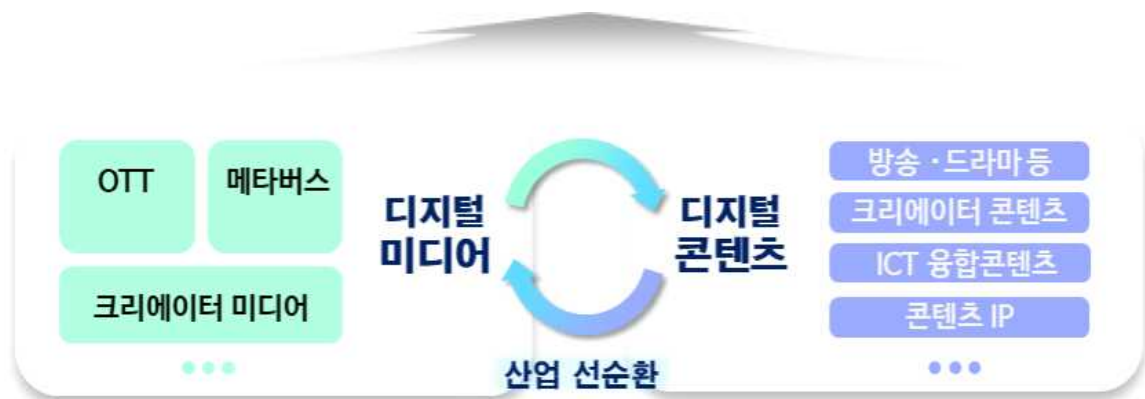 OTT
메타버스
크리에이터 미디어
디지털
미디어
디지털
콘텐츠
산업 선순환
방송·드라마 등
크리에이터 콘텐츠
ICT 융합콘텐츠
콘텐츠 IP